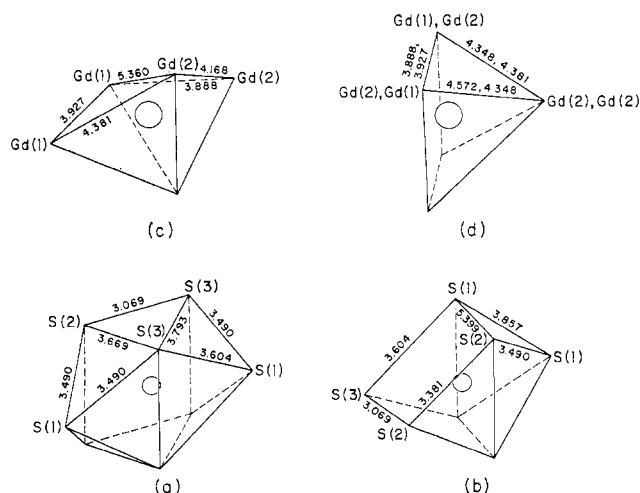 Gd(1), Gd(2)
Gd(2)
Gd(1)
5.360
4.168
Gd(2)
3.888
3.927
4.381
Gd(1)
3.888,
3.927
4.348, 4.381
4.572, 4.348
Gd(2), Gd(1)
Gd(2), Gd(2)
(c)
(d)
S(3)
3.069
S(2)
S(3)
3.793
3.490
3.669
3.604
3.490
3.490
S(1)
S(1)
S(1)
5.399
3.857
S(2)
3.604
3.490
S(1)
3.381
S(3)
3.069
S(2)
(a)
(b)